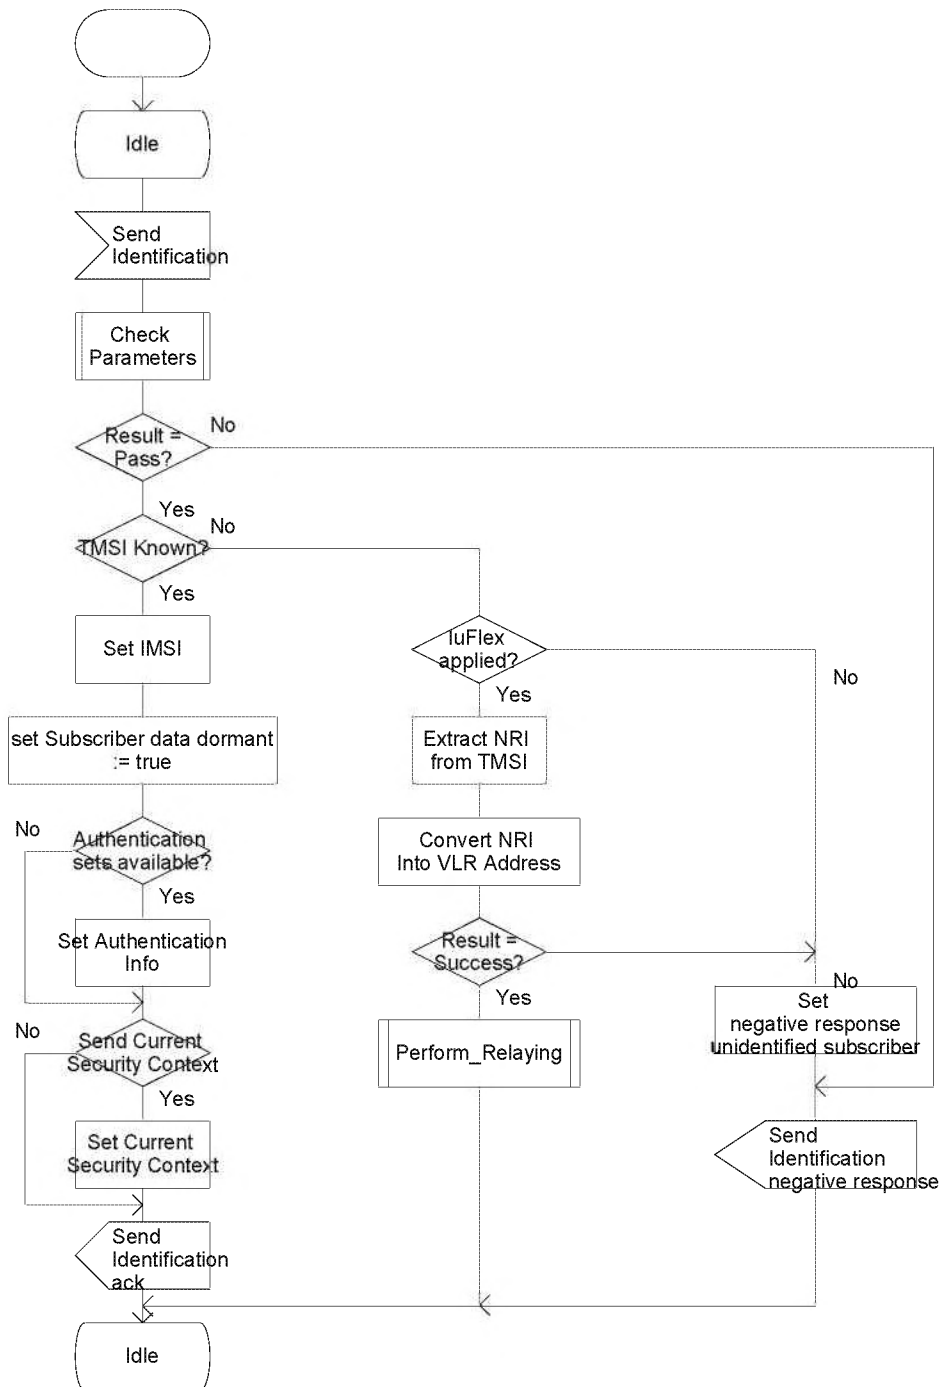 Idle
Send
Identification
Check
Parameters
Result =
Pass?
No
Yes
TMSI Known?
No
Yes
Set IMSI
IuFlex
applied?
No
Yes
set Subscriber data dormant
:= true
Extract NRI
from TMSI
No
Authentication
sets available?
Yes
Convert NRI
Into VLR Address
Set Authentication
Info
Result =
Success?
No
Yes
Set
negative response
unidentified subscriber
No
Send Current
Security Context
Yes
Perform_Relaying
Set Current
Security Context
Send
Identification
negative response
Send
Identification
ack
Idle